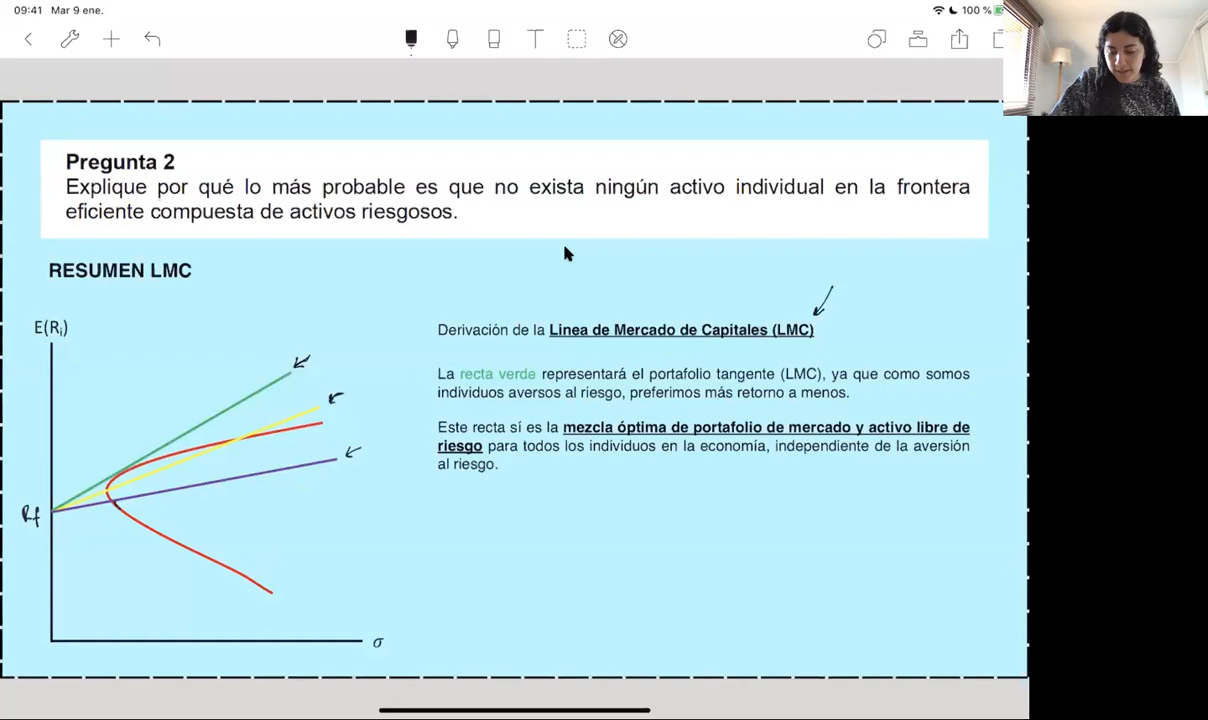 09:41 Mar 9 ene.
100 %
T
Pregunta 2
Explique por qué lo más probable es que no exista ningún activo individual en la frontera
eficiente compuesta de activos riesgosos.
RESUMEN LMC
E(Ri)
Rf
σ
Derivación de la Linea de Mercado de Capitales (LMC)
La recta verde representará el portafolio tangente (LMC), ya que como somos
individuos aversos al riesgo, preferimos más retorno a menos.
Este recta sí es la mezcla óptima de portafolio de mercado y activo libre de
riesgo para todos los individuos en la economía, independiente de la aversión
al riesgo.